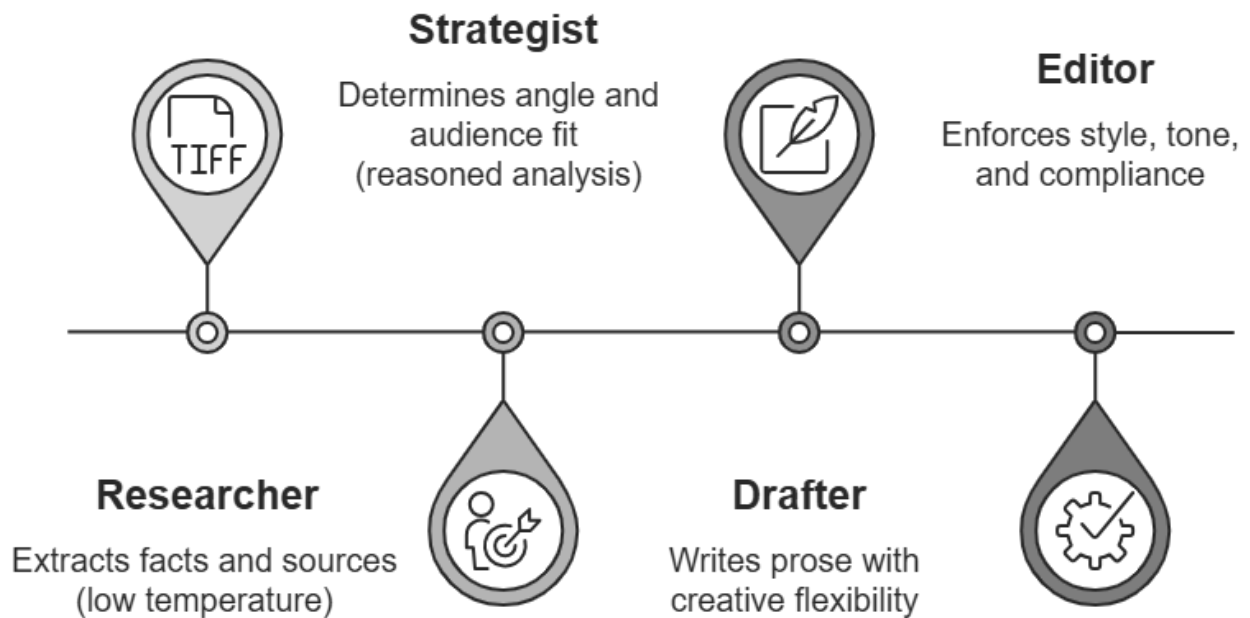 TIFF
Researcher
Extracts facts and sources
(low temperature)
Strategist
Determines angle and
audience fit
(reasoned analysis)
Drafter
Writes prose with
creative flexibility
Editor
Enforces style, tone,
and compliance